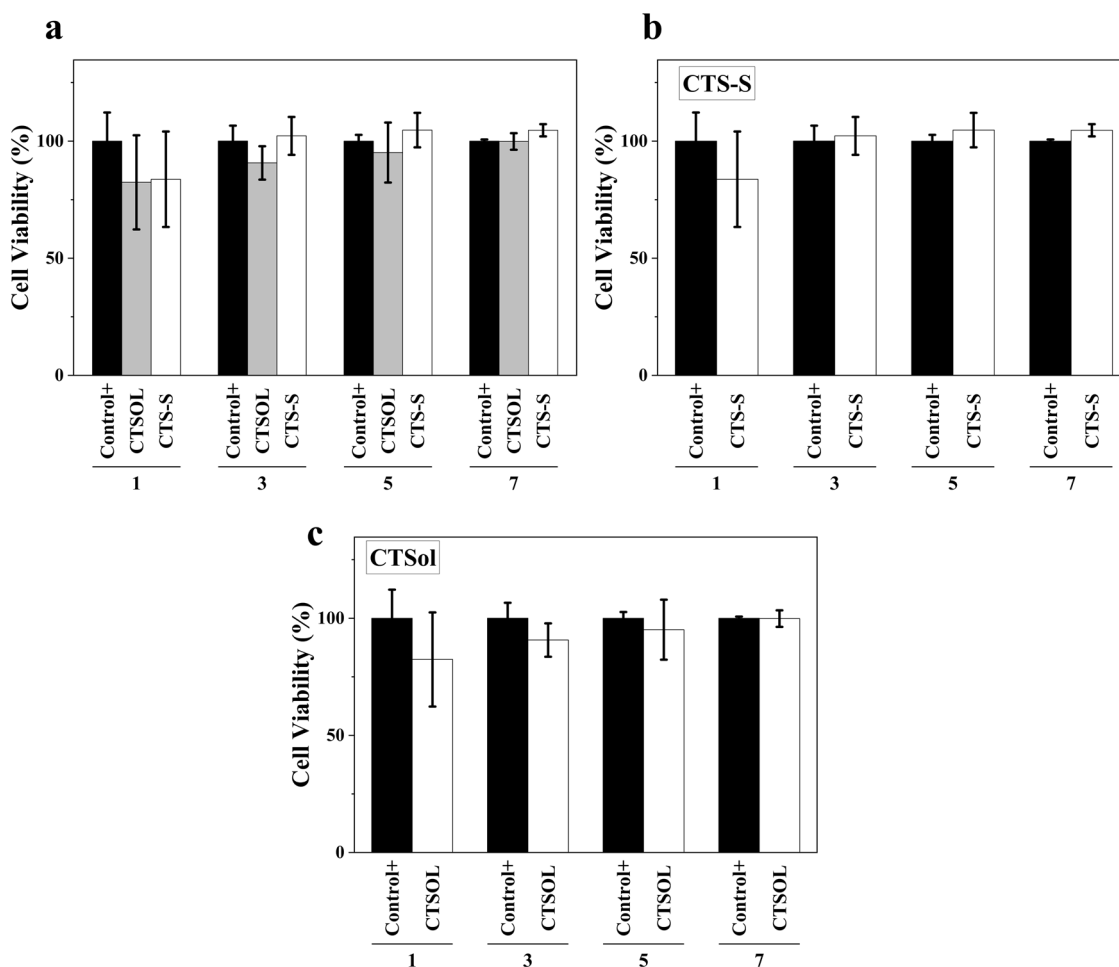 a
Cell Viability (%)
100
50
0
Control+ CTSOL CTS-S Control+ CTSOL CTS-S Control+ CTSOL CTS-S Control+ CTSOL CTS-S
1 3 5 7
b
CTS-S
Cell Viability (%)
100
50
0
Control+ CTS-S Control+ CTS-S Control+ CTS-S Control+ CTS-S
1 3 5 7
c
CTSol
Cell Viability (%)
100
50
0
Control+ CTSOL Control+ CTSOL Control+ CTSOL Control+ CTSOL
1 3 5 7